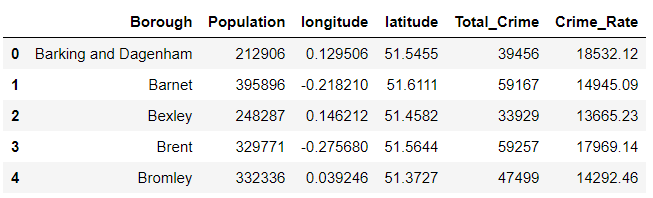 Borough Population longitude latitude Total_Crime Crime_Rate
0 Barking and Dagenham 212906 0.129506 51.5455 39456 18532.12
1 Barnet 395896 -0.218210 51.6111 59167 14945.09
2 Bexley 248287 0.146212 51.4582 33929 13665.23
3 Brent 329771 -0.275680 51.5644 59257 17969.14
4 Bromley 332336 0.039246 51.3727 47499 14292.46